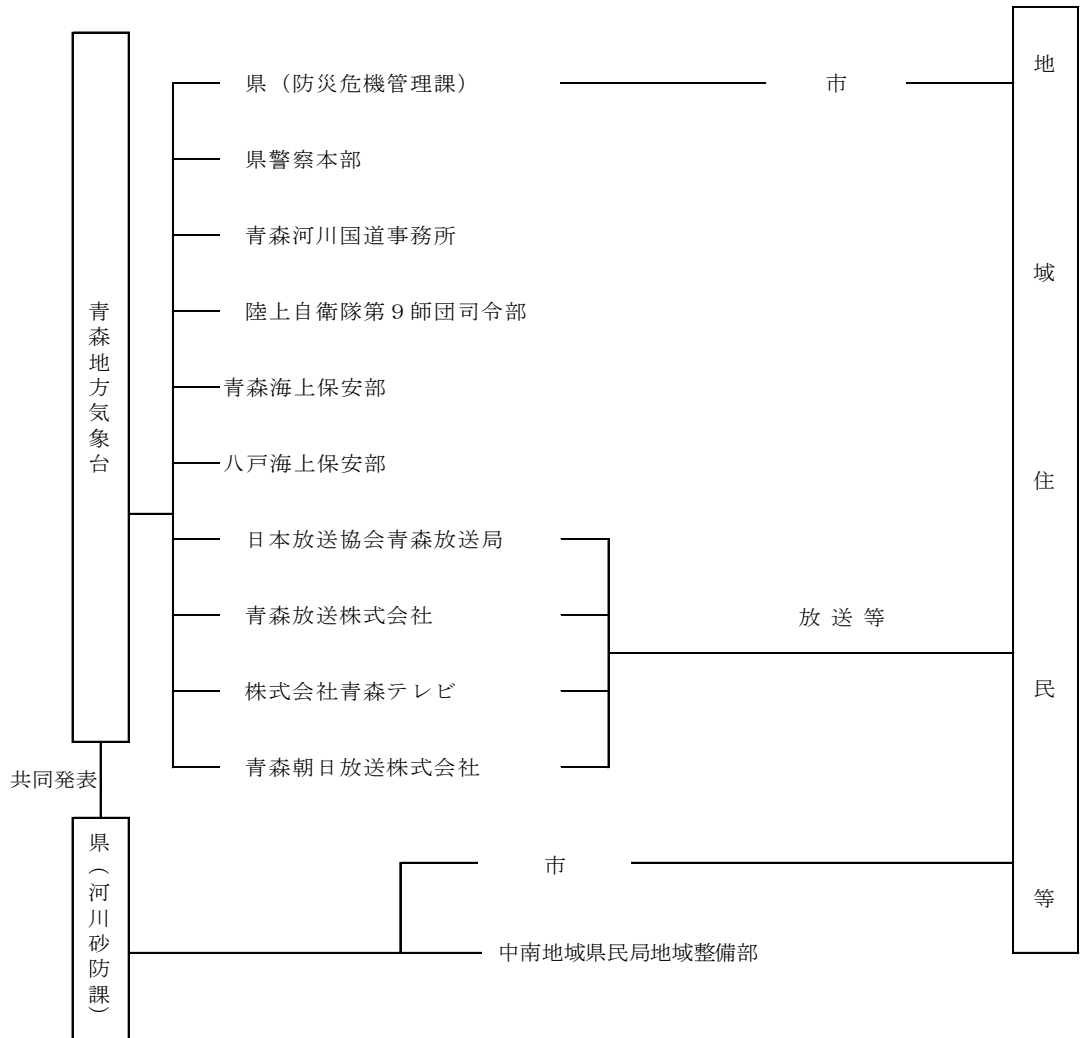 青森地方気象台
県（防災危機管理課）
市
県警察本部
青森河川国道事務所
陸上自衛隊第９師団司令部
青森海上保安部
八戸海上保安部
日本放送協会青森放送局
青森放送株式会社
放送等
株式会社青森テレビ
青森朝日放送株式会社
共同発表
県（河川砂防課）
市
中南地域県民局地域整備部
地域住民等